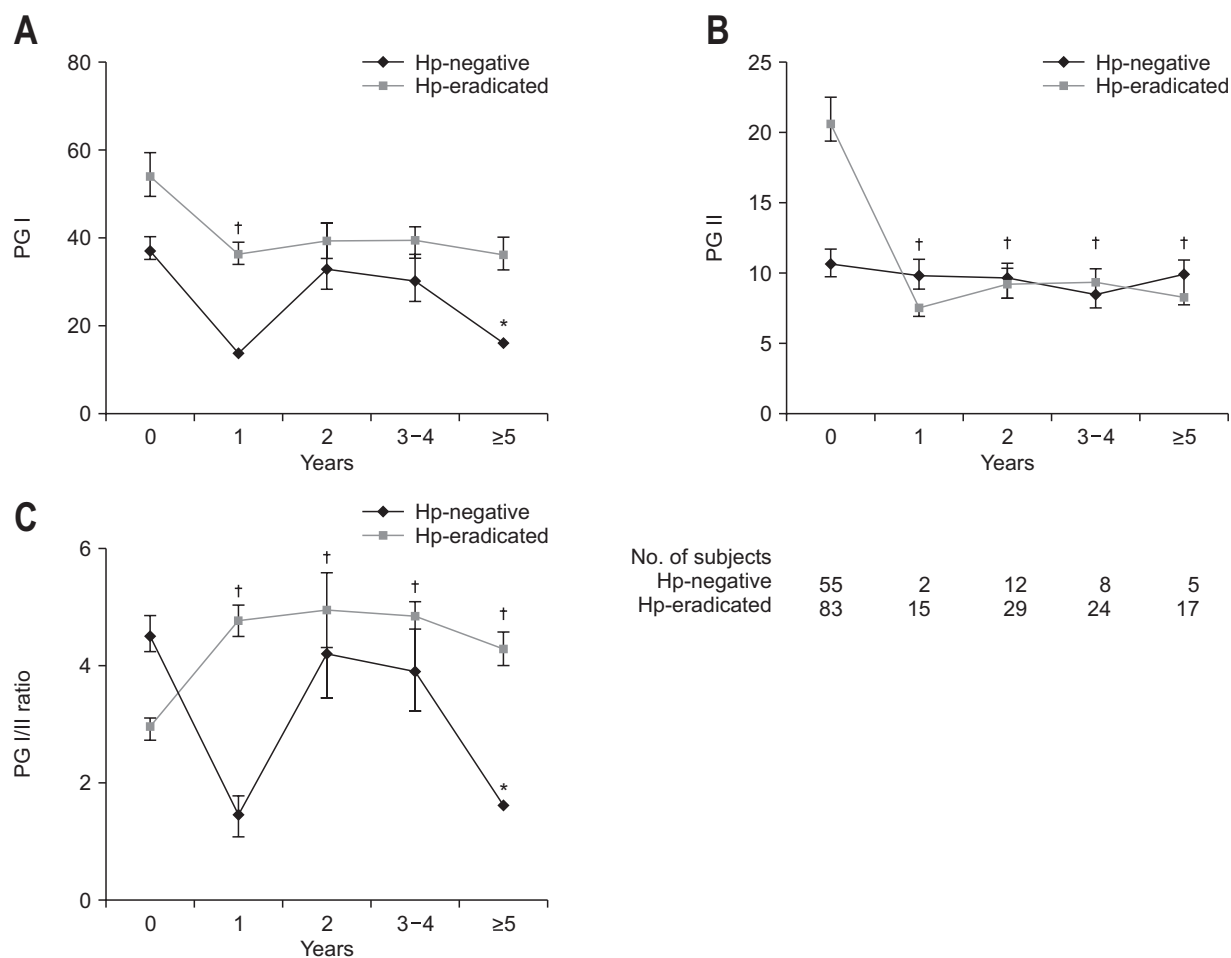 A
Hp-negative
Hp-eradicated
80
60
40
20
0
PG I
†
*
0 1 2 3–4 ≥5
Years
B
Hp-negative
Hp-eradicated
25
20
15
10
5
0
PG II
† † † †
0 1 2 3–4 ≥5
Years
C
Hp-negative
Hp-eradicated
6
4
2
0
PG I/II ratio
† † † †
*
0 1 2 3–4 ≥5
Years
No. of subjects
Hp-negative 55 2 12 8 5
Hp-eradicated 83 15 29 24 17